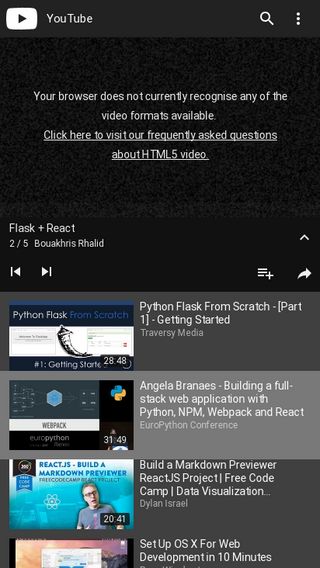 YouTube
Your browser does not currently recognise any of the
video formats available.
Click here to visit our frequently asked questions
about HTML5 video.
Flask + React
2 / 5 Bouakhris Rhalid
Python Flask From Scratch
#1: Getting Started
28:48
Python Flask From Scratch - [Part
1] - Getting Started
Traversy Media
WEBPACK
europython
31:49
Angela Branaes - Building a full-
stack web application with
Python, NPM, Webpack and React
EuroPython Conference
REACTJS - BUILD A
MARKDOWN PREVIEWER
FREECODECAMP REACT PROJECT
20:41
Build a Markdown Previewer
ReactJS Project | Free Code
Camp | Data Visualization...
Dylan Israel
Set Up OS X For Web
Development in 10 Minutes